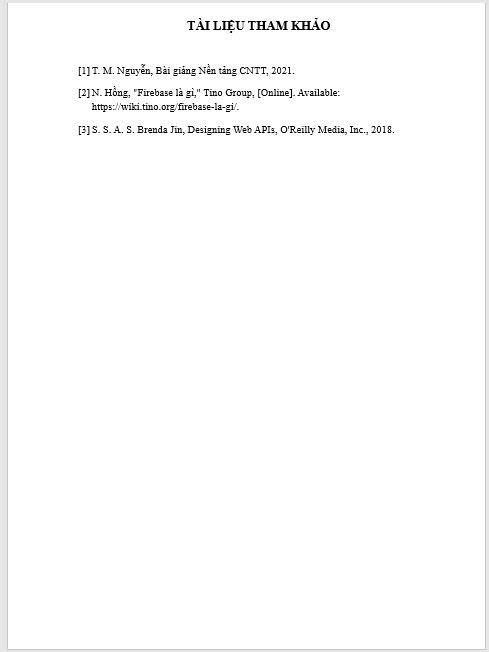 TÀI LIỆU THAM KHẢO
[1] T. M. Nguyễn, Bài giảng Nền tảng CNTT, 2021.
[2] N. Hồng, "Firebase là gì," Tino Group, [Online]. Available:
https://wiki.tino.org/firebase-la-gi/.
[3] S. S. A. S. Brenda Jin, Designing Web APIs, O'Reilly Media, Inc., 2018.